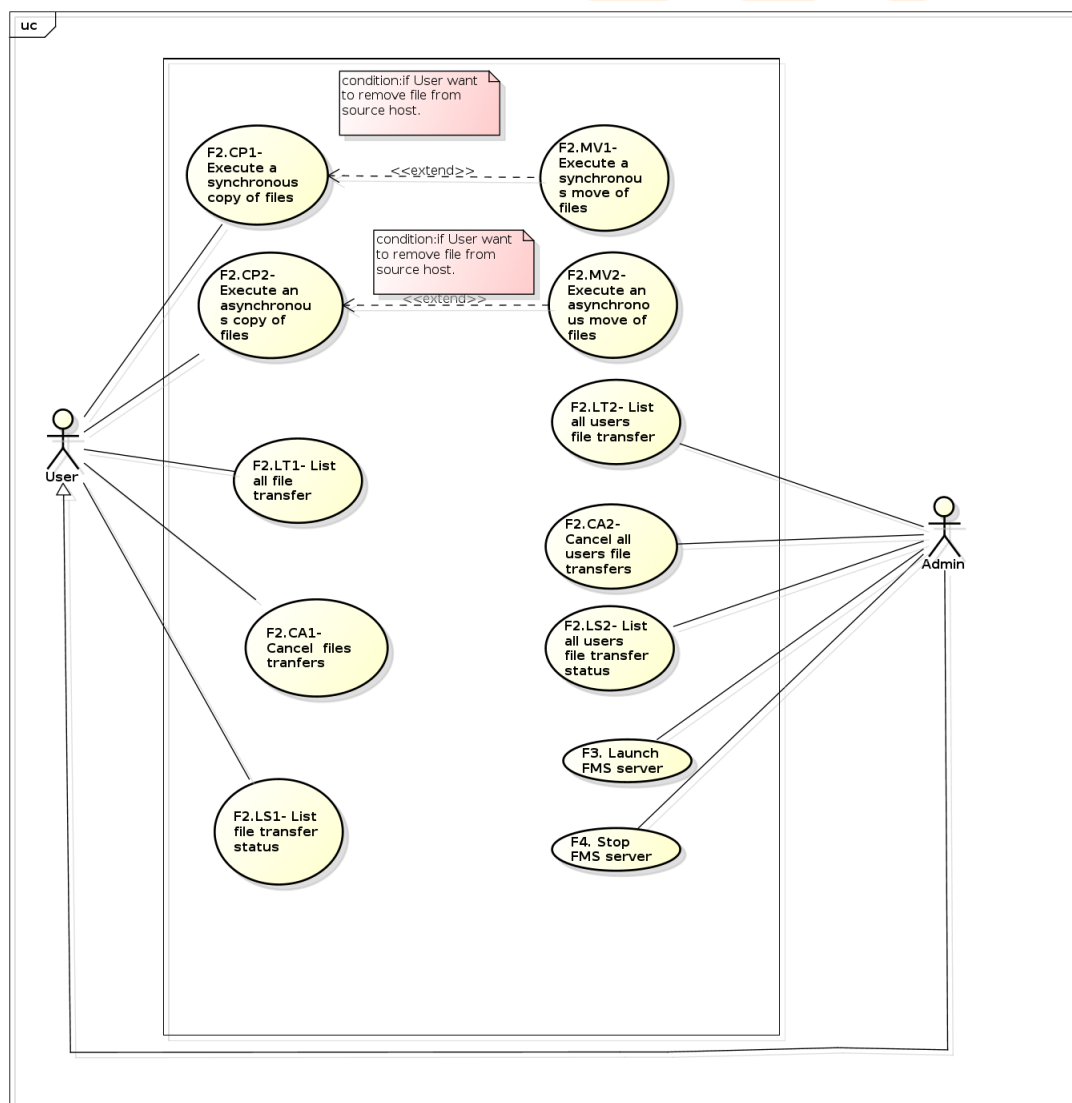 uc
condition:if User want
to remove file from
source host.
F2.CP1-
Execute a
synchronous
copy of files
<<extend>>
F2.MV1-
Execute a
synchronou
s move of
files
condition:if User want
to remove file from
source host.
F2.CP2-
Execute an
asynchronou
s copy of
files
<<extend>>
F2.MV2-
Execute an
asynchrono
us move of
files
F2.LT2- List
all users
file transfer
User
F2.LT1- List
all file
transfer
F2.CA2-
Cancel all
users file
transfers
Admin
F2.CA1-
Cancel  files
tranfers
F2.LS2- List
all users
file transfer
status
F3. Launch
FMS server
F2.LS1- List
file transfer
status
F4. Stop
FMS server